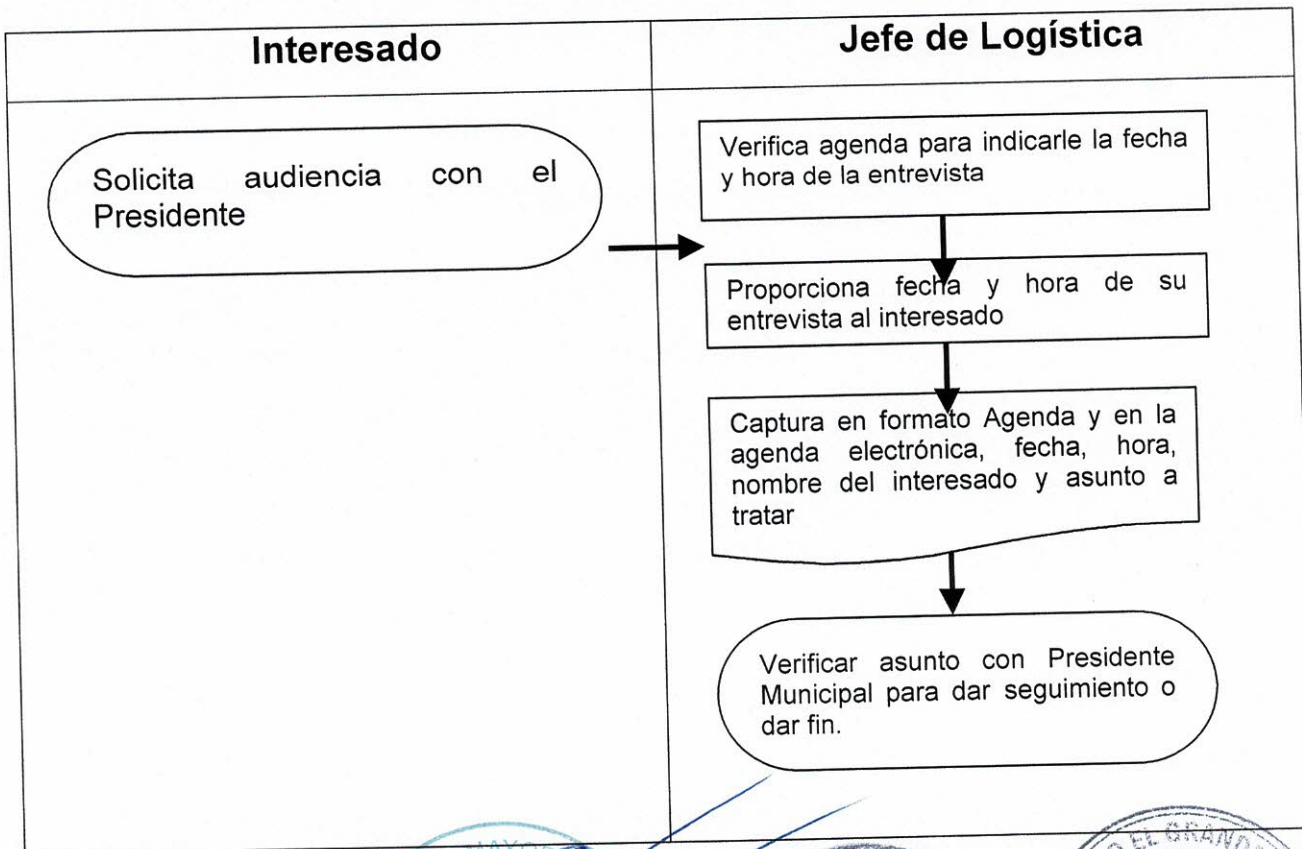 Interesado
Jefe de Logística
Solicita audiencia con el
Presidente
Verifica agenda para indicarle la fecha
y hora de la entrevista
Proporciona fecha y hora de su
entrevista al interesado
Captura en formato Agenda y en la
agenda electrónica, fecha, hora,
nombre del interesado y asunto a
tratar
Verificar asunto con Presidente
Municipal para dar seguimiento o
dar fin.
EL GRANDE